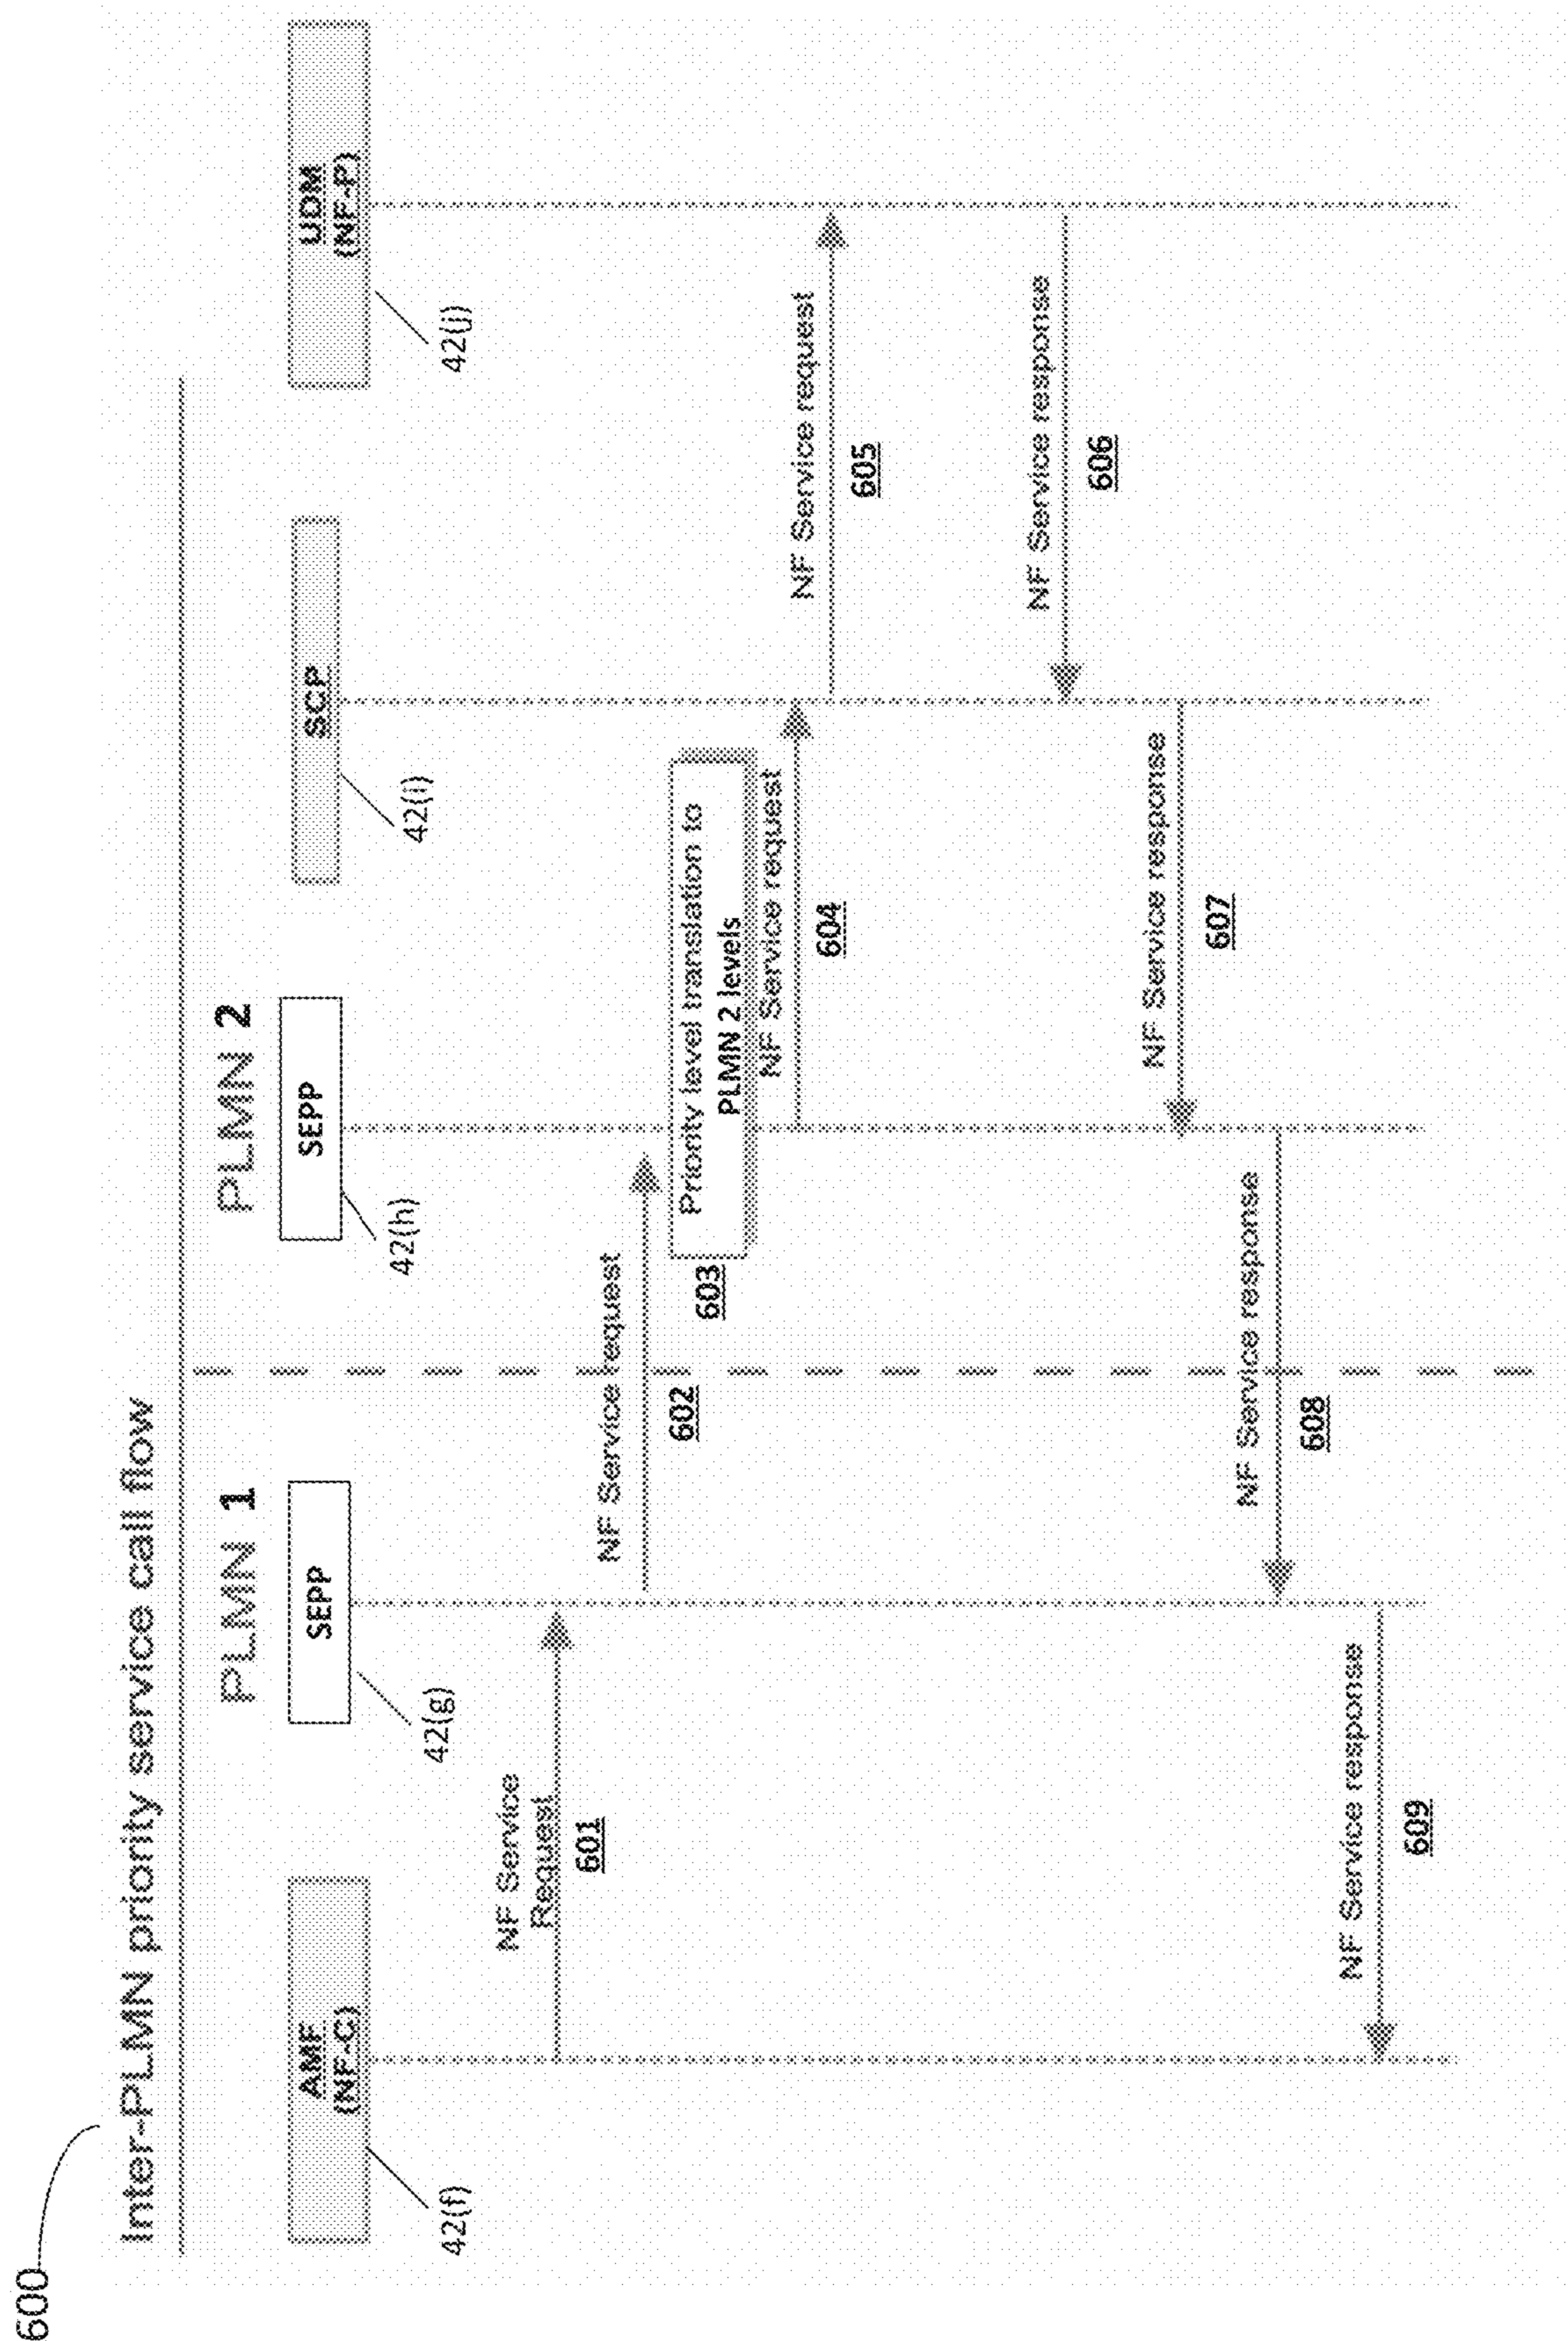 600
Inter-PLMN priority service call flow
PLMN 1
PLMN 2
AMF
(NF-C)
42(f)
SEPP
42(g)
SEPP
42(h)
SCP
42(i)
UDM
(NF-P)
42(j)
NF Service
Request
601
NF Service request
602
Priority level translation to
PLMN 2 levels
603
NF Service request
604
NF Service request
605
NF Service response
606
NF Service response
607
NF Service response
608
NF Service response
609